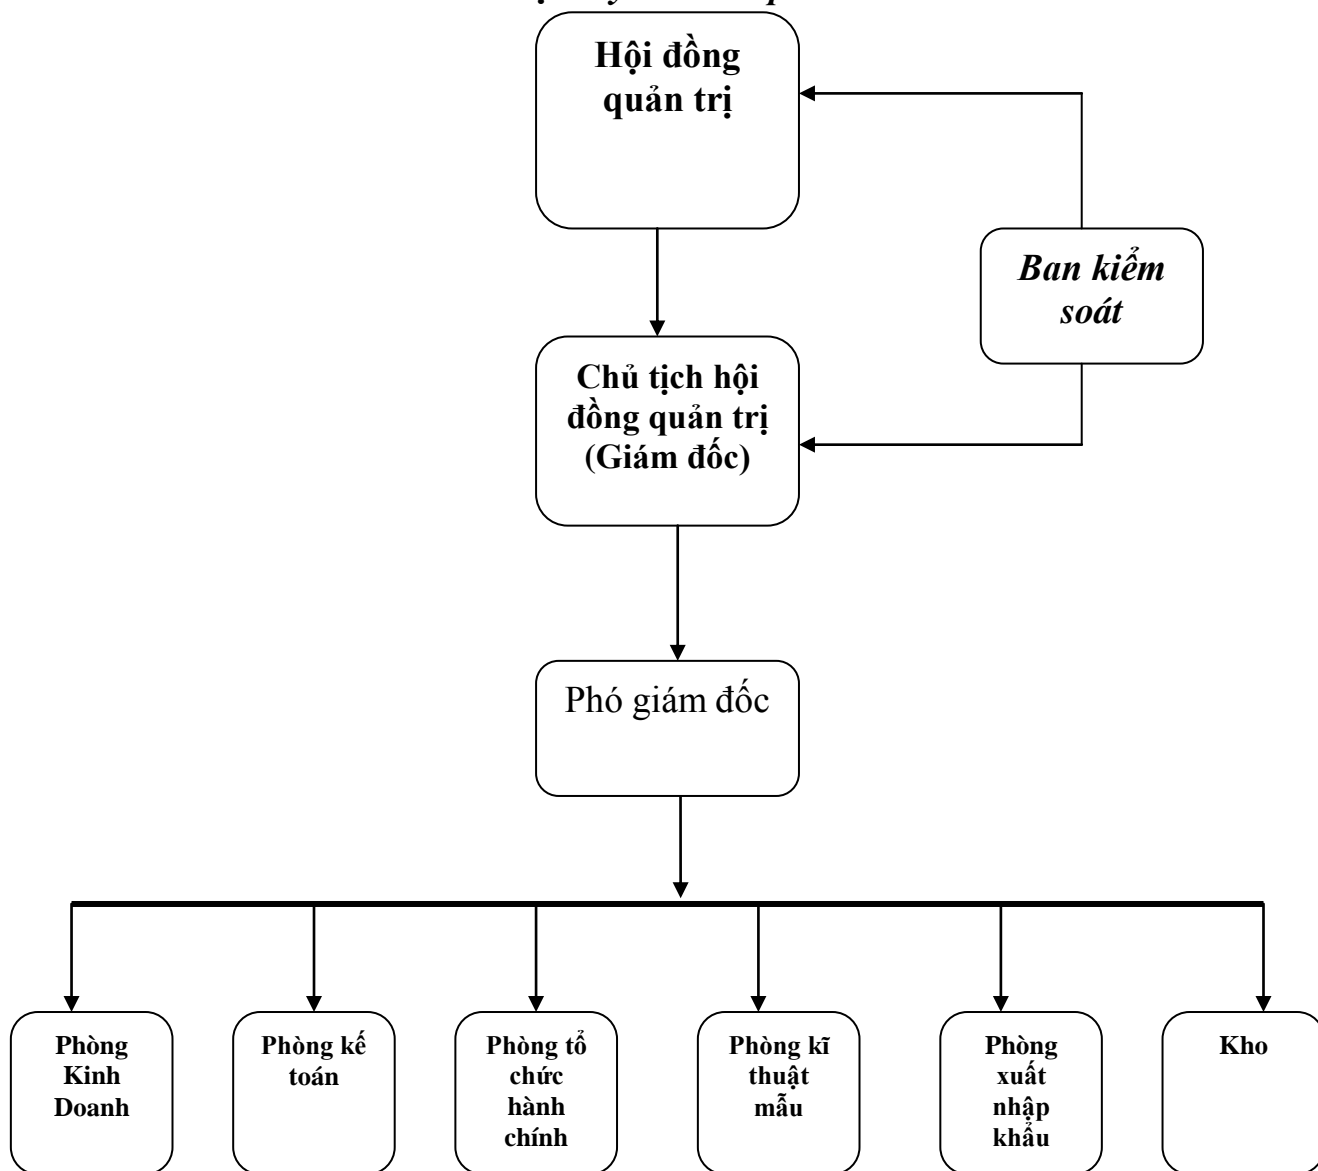 Hội đồng
quản trị
Ban kiểm
soát
Chủ tịch hội
đồng quản trị
(Giám đốc)
Phó giám đốc
Phòng
Kinh
Doanh
Phòng kế
toán
Phòng tổ
chức
hành
chính
Phòng kĩ
thuật
mẫu
Phòng
xuất
nhập
khẩu
Kho